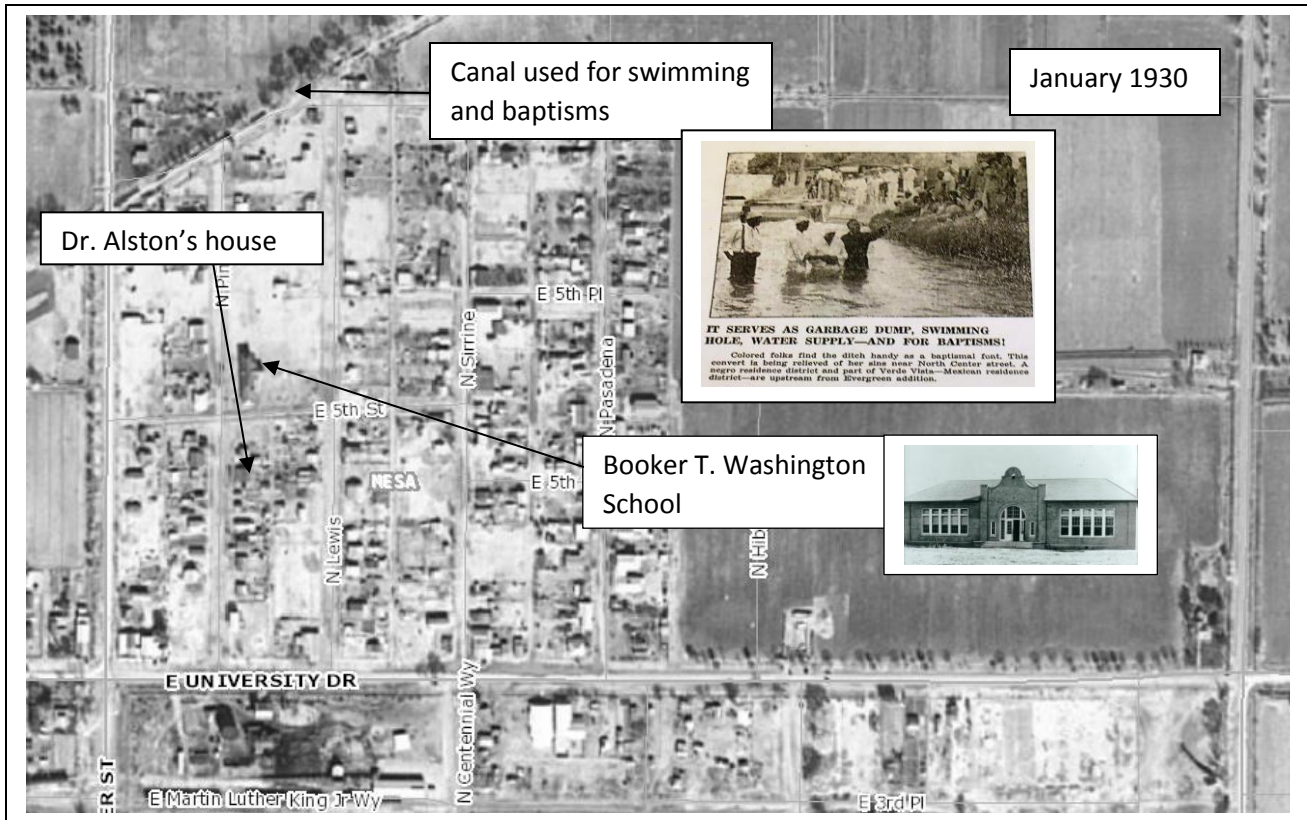 Canal used for swimming
and baptisms
January 1930
IT SERVES AS GARBAGE DUMP, SWIMMING
HOLE, WATER SUPPLY—AND FOR BAPTISMS!
Colored folks find the ditch handy as a baptismal font. This
convert is being relieved of her sins near North Center street. A
negro residence district and part of Verde Vista—Mexican residence
district—are upstream from Evergreen addition.
Dr. Alston's house
N Pin
E 5th Pl
N Sirrine
N Pasadena
E 5th St
Booker T. Washington
School
MESA
E 5th
N Lewis
N Hib
E UNIVERSITY DR
N Centennial Wy
ER ST
E Martin Luther King Jr Wy
E 3rd Pl